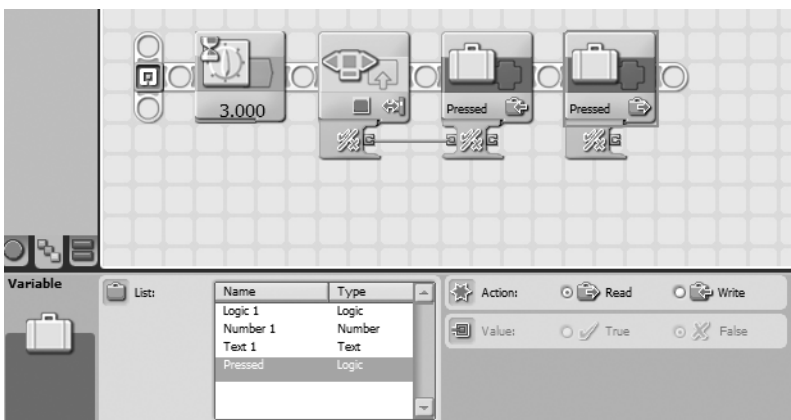 3.000
Pressed
Pressed
Variable
List:
Name Type
Logic 1 Logic
Number 1 Number
Text 1 Text
Pressed Logic
Action: Read Write
Value: True False